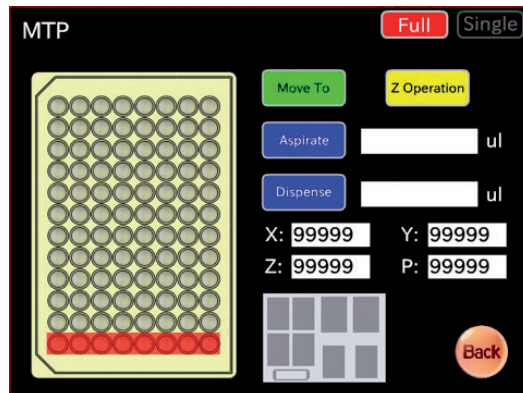 MTP
Full
Single
Move To
Z Operation
Aspirate
ul
Dispense
ul
X: 99999
Y: 99999
Z: 99999
P: 99999
Back